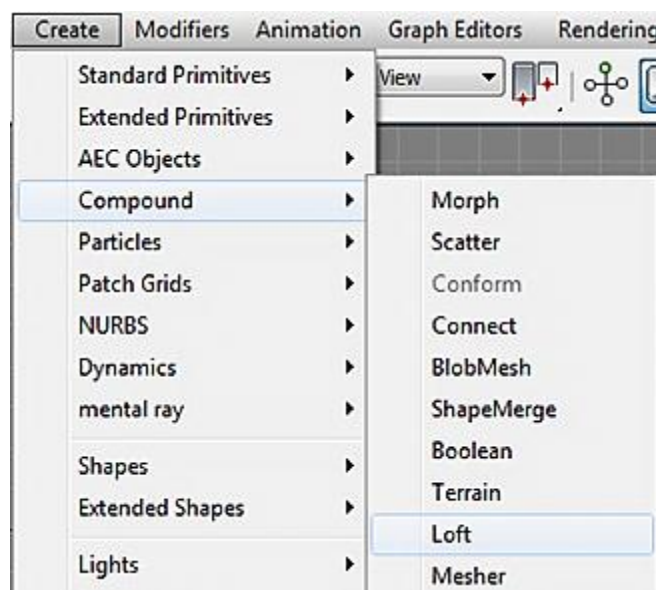 Create Modifiers Animation Graph Editors Rendering
View
Standard Primitives
Extended Primitives
AEC Objects
Compound
Particles
Patch Grids
NURBS
Dynamics
mental ray
Shapes
Extended Shapes
Lights
Morph
Scatter
Conform
Connect
BlobMesh
ShapeMerge
Boolean
Terrain
Loft
Mesher